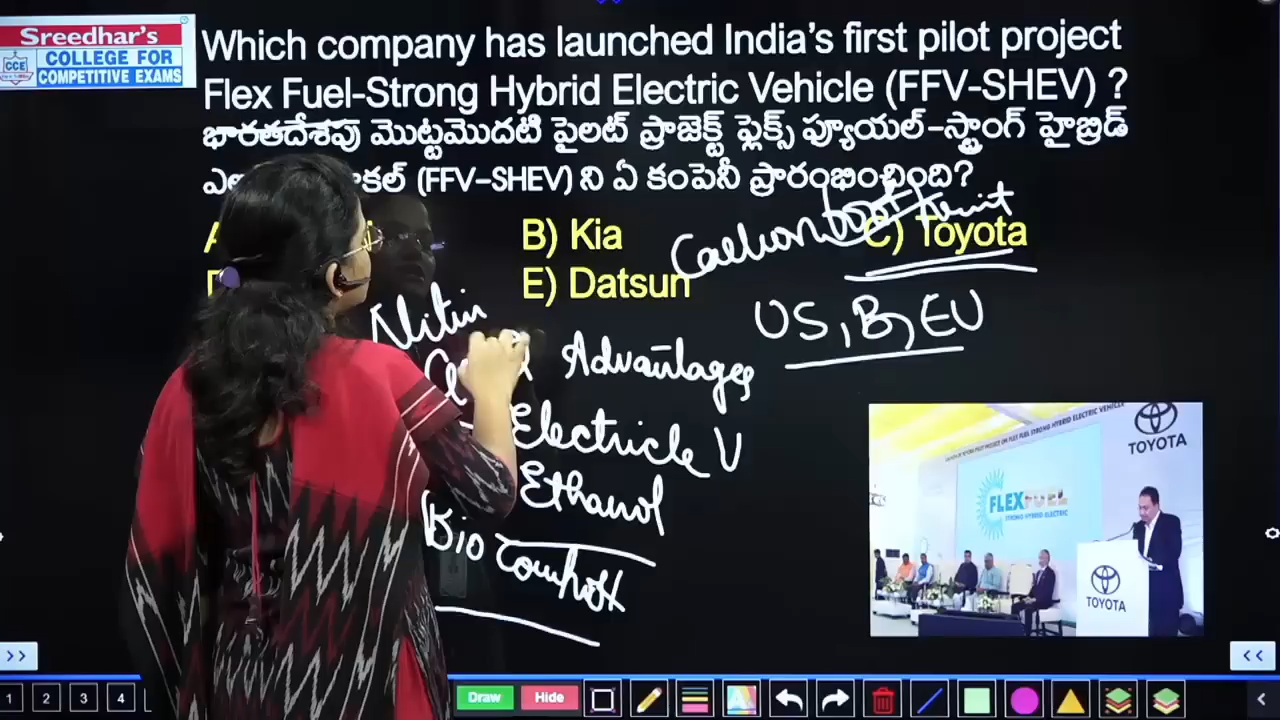 Sreedhar's
CCE
COLLEGE FOR
COMPETITIVE EXAMS
Which company has launched India's first pilot project
Flex Fuel-Strong Hybrid Electric Vehicle (FFV-SHEV) ?
భారతదేశపు మొట్టమొదటి పైలట్ ప్రాజెక్ట్ ఫ్లెక్స్ ఫ్యూయల్-స్ట్రాంగ్ హైబ్రిడ్
(FFV-SHEV) ని ఏ కంపెనీ ప్రారంభించింది?
B) Kia
C) Toyota
E) Datsun
US, B, EU
Nitin
Advantages
Electricle V
Ethanol
Bio
TOYOTA
FLEXFUEL
STRONG HYBRID-ELECTRIC
TOYOTA
>>
<<
1 2 3 4
Draw
Hide
<